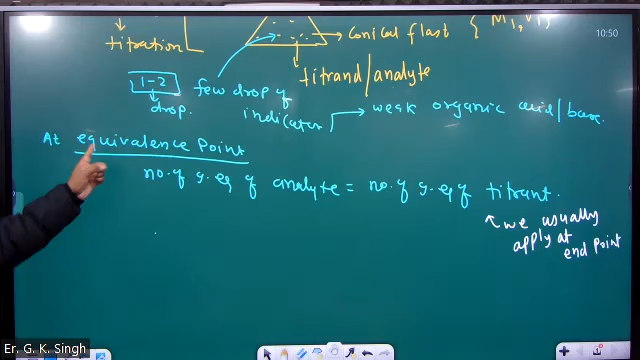 titration
conical flast { M1, V1 }
titrand/analyte
1-2
drop.
few drop of
indicator → weak organic acid/base.
At equivalence Point
no. of g. eq of analyte = no. of g. eq of titrant.
we usually
apply at
end Point
10:50
Er. G. K. Singh